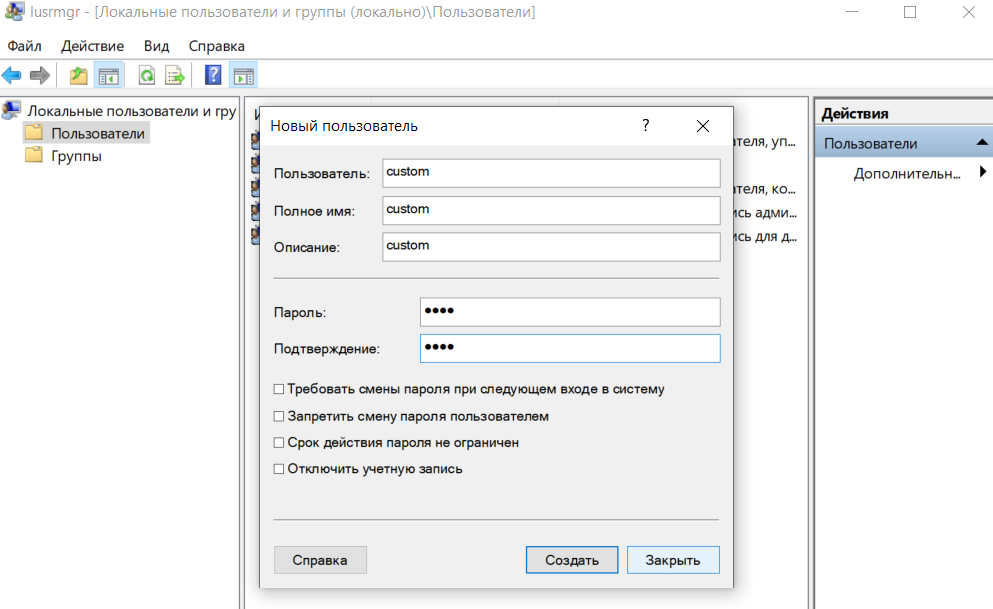 lusrmgr - [Локальные пользователи и группы (локально)\Пользователи]
Файл Действие Вид Справка
Локальные пользователи и гру
Пользователи
Группы
Новый пользователь ?
Пользователь: custom
Полное имя: custom
Описание: custom
Пароль: ••••
Подтверждение: ••••
Требовать смены пароля при следующем входе в систему
Запретить смену пароля пользователем
Срок действия пароля не ограничен
Отключить учетную запись
Справка Создать Закрыть
ателя, уп...
ателя, ко...
ись адми...
ись для д...
Действия
Пользователи
Дополнительн...